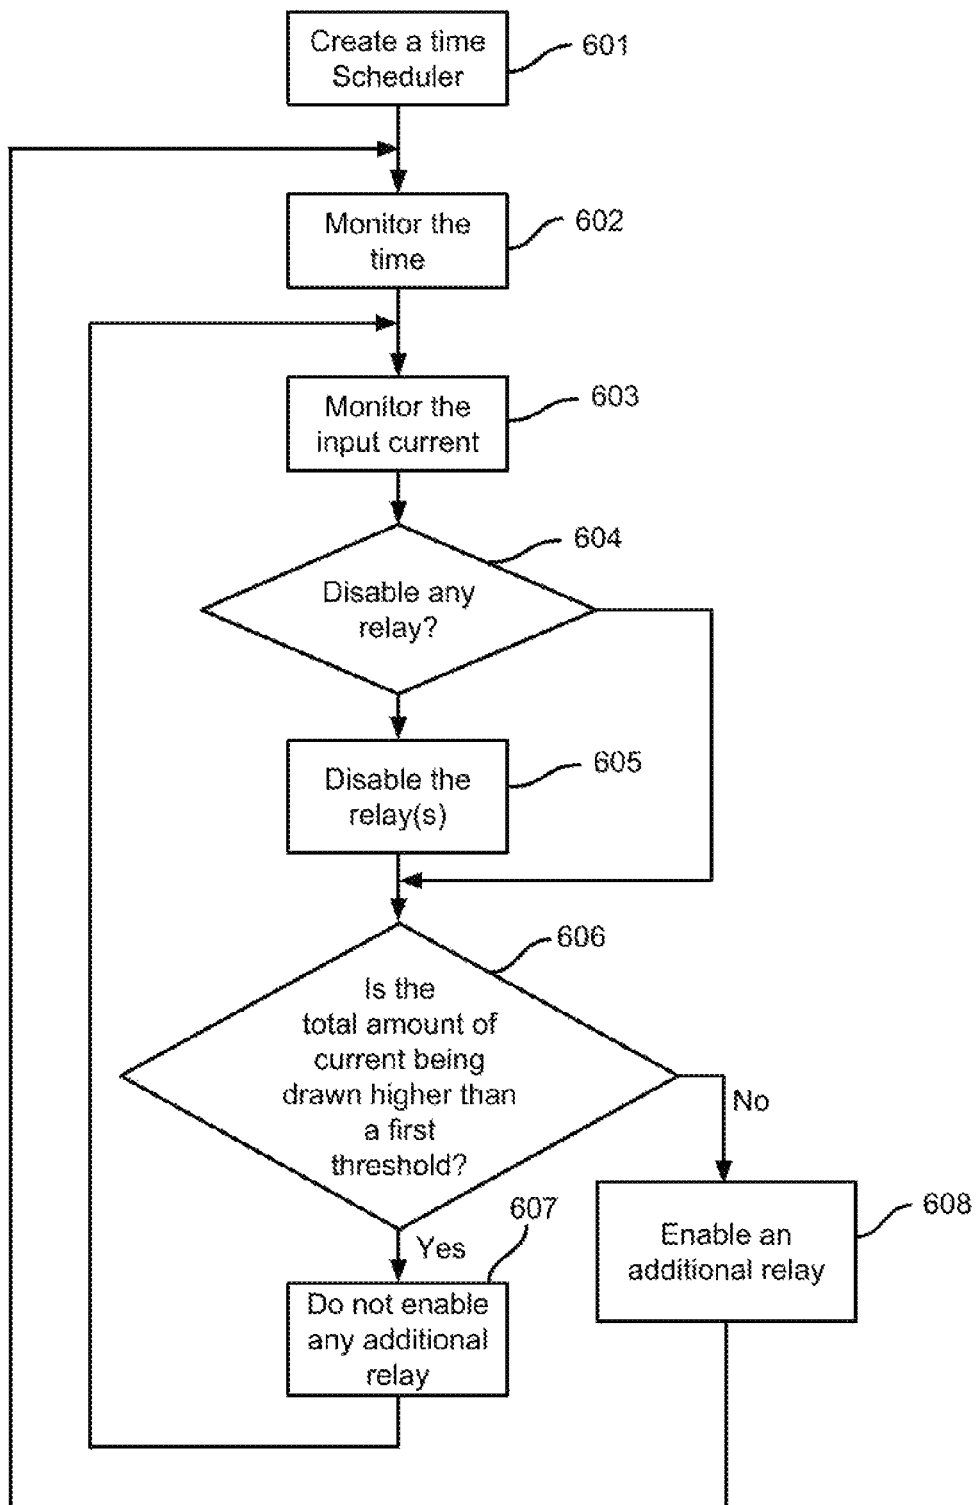 Create a time
Scheduler
601
Monitor the
time
602
Monitor the
input current
603
Disable any
relay?
604
Disable the
relay(s)
605
Is the
total amount of
current being
drawn higher than
a first
threshold?
606
No
Yes
607
Do not enable
any additional
relay
Enable an
additional relay
608